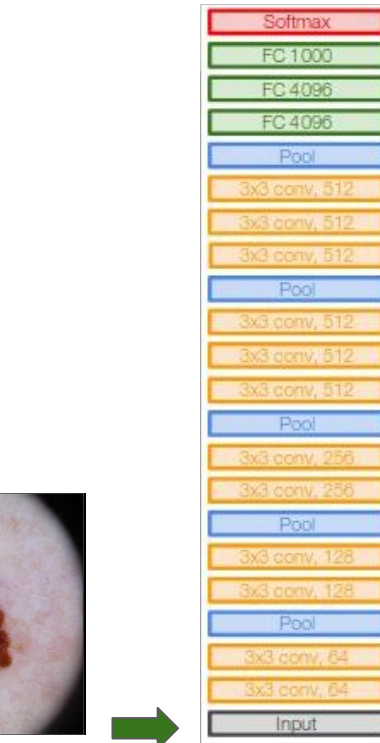 Softmax
FC 1000
FC 4096
FC 4096
Pool
3x3 conv, 512
3x3 conv, 512
3x3 conv, 512
Pool
3x3 conv, 512
3x3 conv, 512
3x3 conv, 512
Pool
3x3 conv, 256
3x3 conv, 256
Pool
3x3 conv, 128
3x3 conv, 128
Pool
3x3 conv, 64
3x3 conv, 64
Input